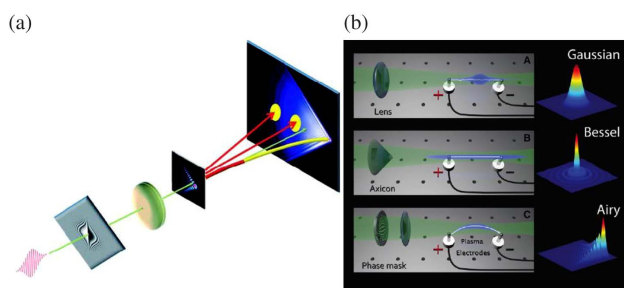 (a)
(b)
A
Gaussian
Lens
+
−
B
Bessel
Axicon
+
−
C
Airy
Phase mask
+
Plasma
Electrodes
−